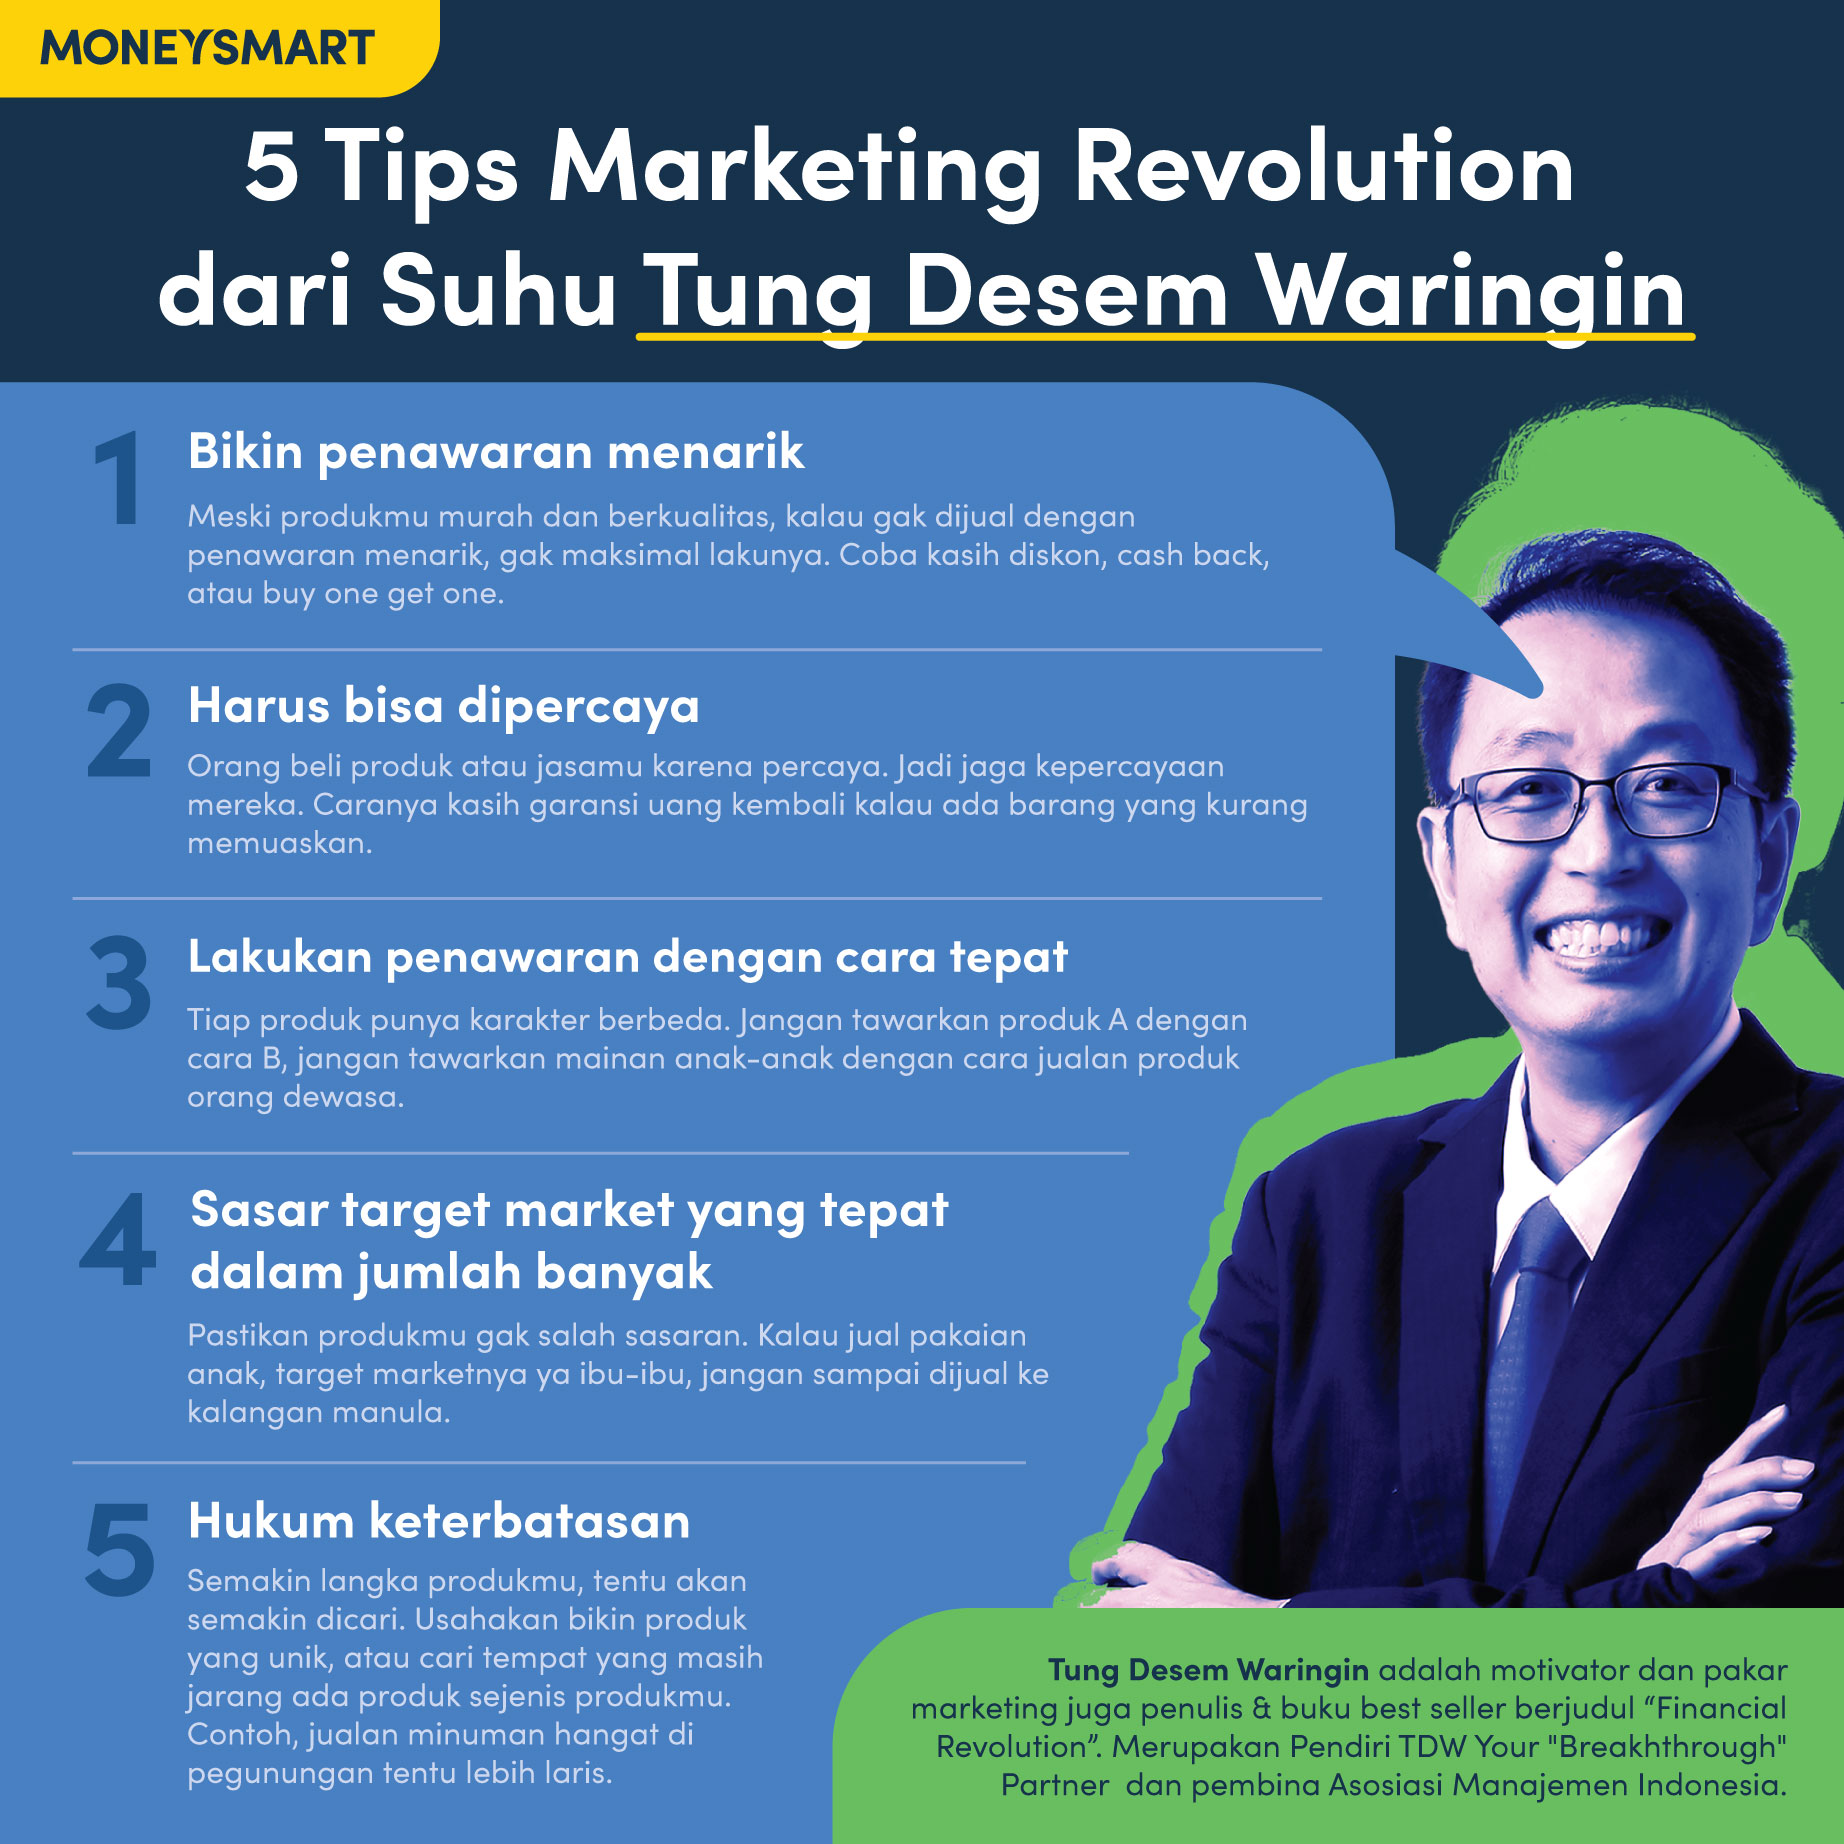 MONEYSMART
5 Tips Marketing Revolution
dari Suhu Tung Desem Waringin
1
Bikin penawaran menarik
Meski produkmu murah dan berkualitas, kalau gak dijual dengan
penawaran menarik, gak maksimal lakunya. Coba kasih diskon, cash back,
atau buy one get one.
2
Harus bisa dipercaya
Orang beli produk atau jasamu karena percaya. Jadi jaga kepercayaan
mereka. Caranya kasih garansi uang kembali kalau ada barang yang kurang
memuaskan.
3
Lakukan penawaran dengan cara tepat
Tiap produk punya karakter berbeda. Jangan tawarkan produk A dengan
cara B, jangan tawarkan mainan anak-anak dengan cara jualan produk
orang dewasa.
4
Sasar target market yang tepat
dalam jumlah banyak
Pastikan produkmu gak salah sasaran. Kalau jual pakaian
anak, target marketnya ya ibu-ibu, jangan sampai dijual ke
kalangan manula.
5
Hukum keterbatasan
Semakin langka produkmu, tentu akan
semakin dicari. Usahakan bikin produk
yang unik, atau cari tempat yang masih
jarang ada produk sejenis produkmu.
Contoh, jualan minuman hangat di
pegunungan tentu lebih laris.
Tung Desem Waringin adalah motivator dan pakar
marketing juga penulis & buku best seller berjudul “Financial
Revolution”. Merupakan Pendiri TDW Your "Breakhthrough"
Partner  dan pembina Asosiasi Manajemen Indonesia.